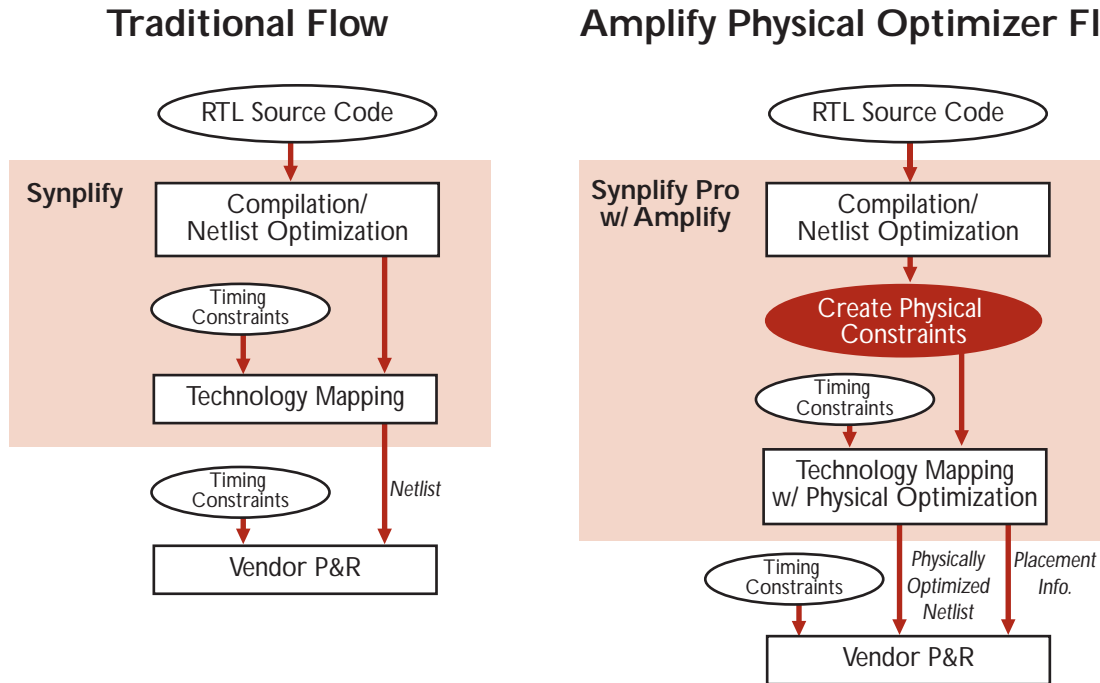 Traditional Flow
RTL Source Code
Synplify
Compilation/
Netlist Optimization
Timing
Constraints
Technology Mapping
Timing
Constraints
Netlist
Vendor P&R
Amplify Physical Optimizer Fl
RTL Source Code
Synplify Pro
w/ Amplify
Compilation/
Netlist Optimization
Create Physical
Constraints
Timing
Constraints
Technology Mapping
w/ Physical Optimization
Timing
Constraints
Physically
Optimized
Netlist
Placement
Info.
Vendor P&R